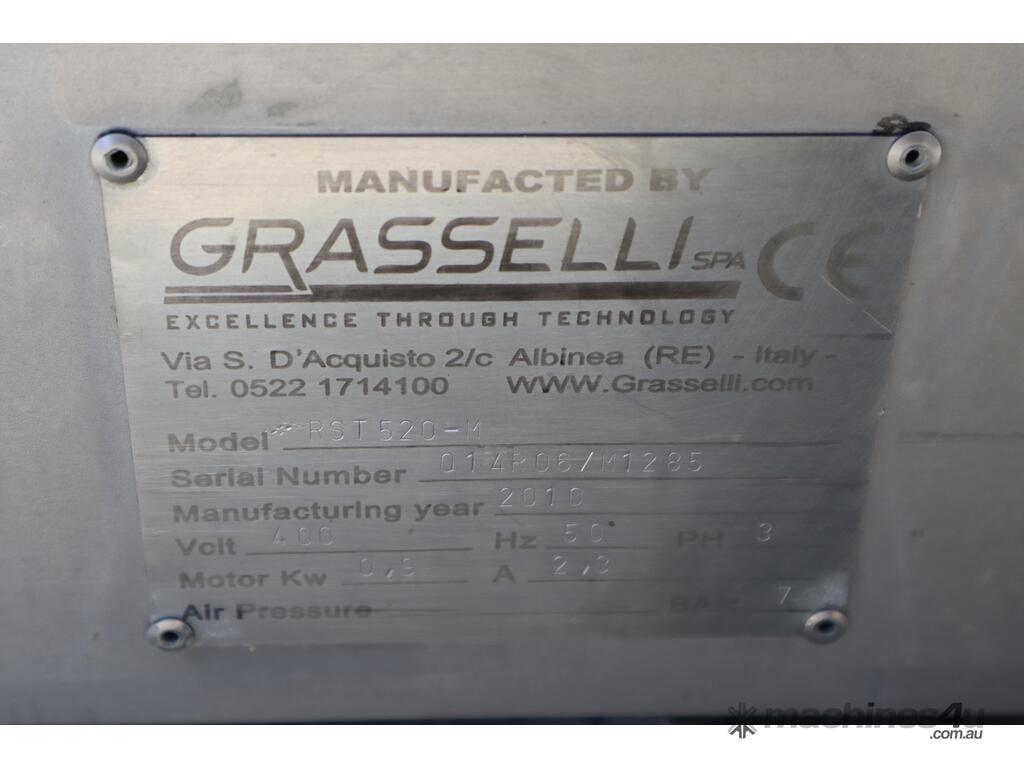 MANUFACTED BY
GRASSELLI SPA CE
EXCELLENCE THROUGH TECHNOLOGY
Via S. D'Acquisto 2/c Albinea (RE) - Italy -
Tel. 0522 1714100 WWW.Grasselli.com
Model RST520-M
Serial Number 014R06/M1285
Manufacturing year 2010
Volt 400 Hz 50 PH 3
Motor Kw 0,9 A 2,3
Air Pressure BAR 7
machines4u
.com.au